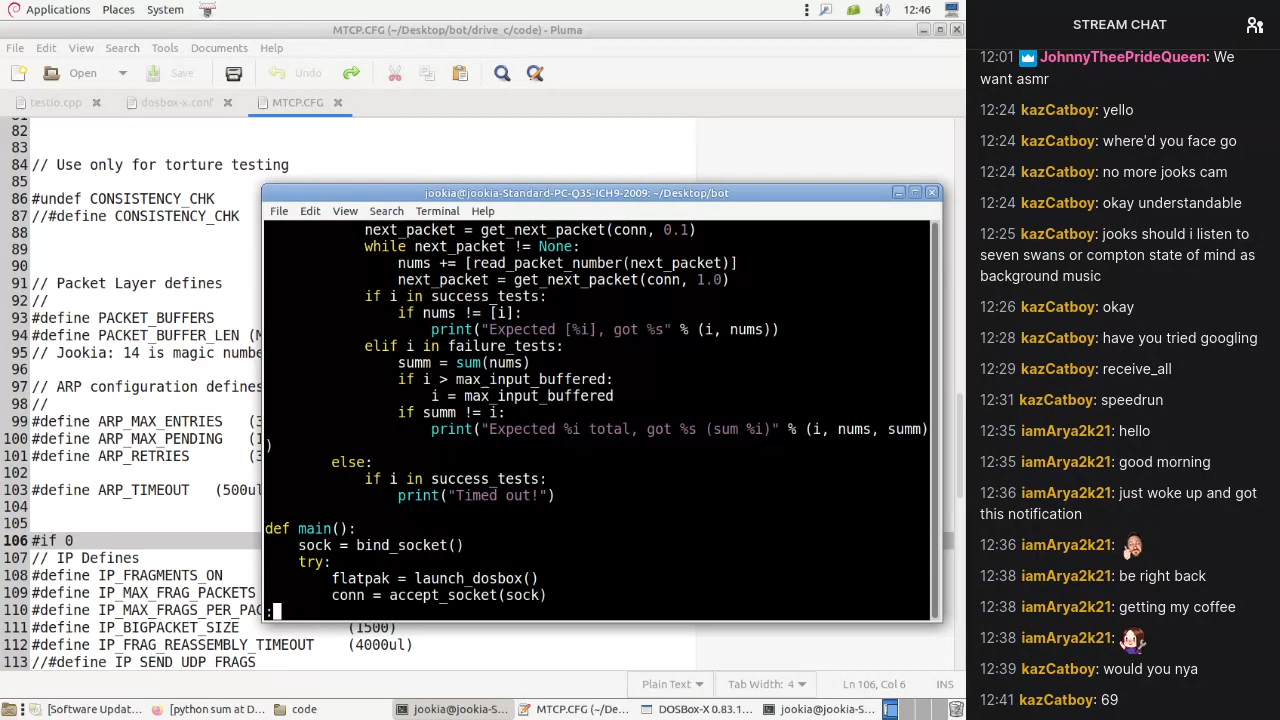 Applications Places System 12:46
MTCP.CFG (~/Desktop/bot/drive_c/code) - Pluma
File Edit View Search Tools Documents Help
Open Save Undo
testio.cpp dosbox-x.conf MTCP.CFG
82
83
84 // Use only for torture testing
85
86 #undef CONSISTENCY_CHK
87 //#define CONSISTENCY_CHK
88
89
90
91 // Packet Layer defines
92 //
93 #define PACKET_BUFFERS
94 #define PACKET_BUFFER_LEN (M
95 // Jookia: 14 is magic numbe
96
97 // ARP configuration defines
98 //
99 #define ARP_MAX_ENTRIES (3
100 #define ARP_MAX_PENDING (1
101 #define ARP_RETRIES (3
102
103 #define ARP_TIMEOUT (500ul
104
105
106 #if 0
107 // IP Defines
108 #define IP_FRAGMENTS_ON
109 #define IP_MAX_FRAG_PACKETS
110 #define IP_MAX_FRAGS_PER_PAC
111 #define IP_BIGPACKET_SIZE (1500)
112 #define IP_FRAG_REASSEMBLY_TIMEOUT (4000ul)
113 //#define IP_SEND_UDP_FRAGS
Plain Text Tab Width: 4 Ln 106, Col 6 INS
jookia@jookia-Standard-PC-Q35-ICH9-2009: ~/Desktop/bot
File Edit View Search Terminal Help
next_packet = get_next_packet(conn, 0.1)
while next_packet != None:
nums += [read_packet_number(next_packet)]
next_packet = get_next_packet(conn, 1.0)
if i in success_tests:
if nums != [i]:
print("Expected [%i], got %s" % (i, nums))
elif i in failure_tests:
summ = sum(nums)
if i > max_input_buffered:
i = max_input_buffered
if summ != i:
print("Expected %i total, got %s (sum %i)" % (i, nums, summ)
)
else:
if i in success_tests:
print("Timed out!")
def main():
sock = bind_socket()
try:
flatpak = launch_dosbox()
conn = accept_socket(sock)
:
[Software Updat... [python sum at D... code jookia@jookia-S... MTCP.CFG (~/De... DOSBox-X 0.83.1... jookia@jookia-S...
STREAM CHAT
12:01 JohnnyTheePrideQueen: We
want asmr
12:24 kazCatboy: yello
12:24 kazCatboy: where'd you face go
12:24 kazCatboy: no more jooks cam
12:24 kazCatboy: okay understandable
12:25 kazCatboy: jooks should i listen to
seven swans or compton state of mind as
background music
12:26 kazCatboy: okay
12:28 kazCatboy: have you tried googling
12:29 kazCatboy: receive_all
12:31 kazCatboy: speedrun
12:35 iamArya2k21: hello
12:35 iamArya2k21: good morning
12:36 iamArya2k21: just woke up and got
this notification
12:36 iamArya2k21:
12:38 iamArya2k21: be right back
12:38 iamArya2k21: getting my coffee
12:38 iamArya2k21:
12:39 kazCatboy: would you nya
12:41 kazCatboy: 69